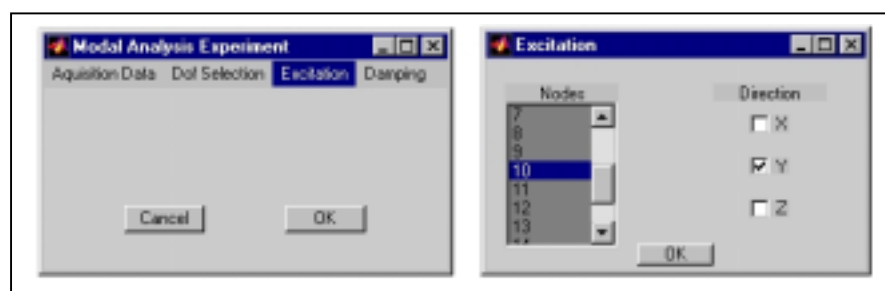 Modal Analysis Experiment
Aquisition Data Dof Selection Excitation Damping
Cancel OK
Excitation
Nodes
7
8
9
10
11
12
13
14
Direction
X
Y
Z
OK